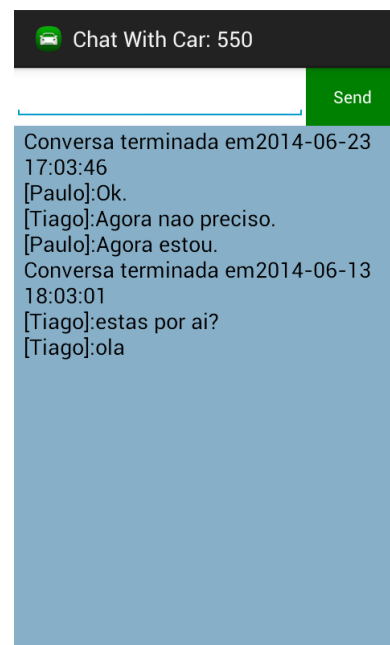 Chat With Car: 550
Send
Conversa terminada em2014-06-23
17:03:46
[Paulo]:Ok.
[Tiago]:Agora nao preciso.
[Paulo]:Agora estou.
Conversa terminada em2014-06-13
18:03:01
[Tiago]:estas por ai?
[Tiago]:ola